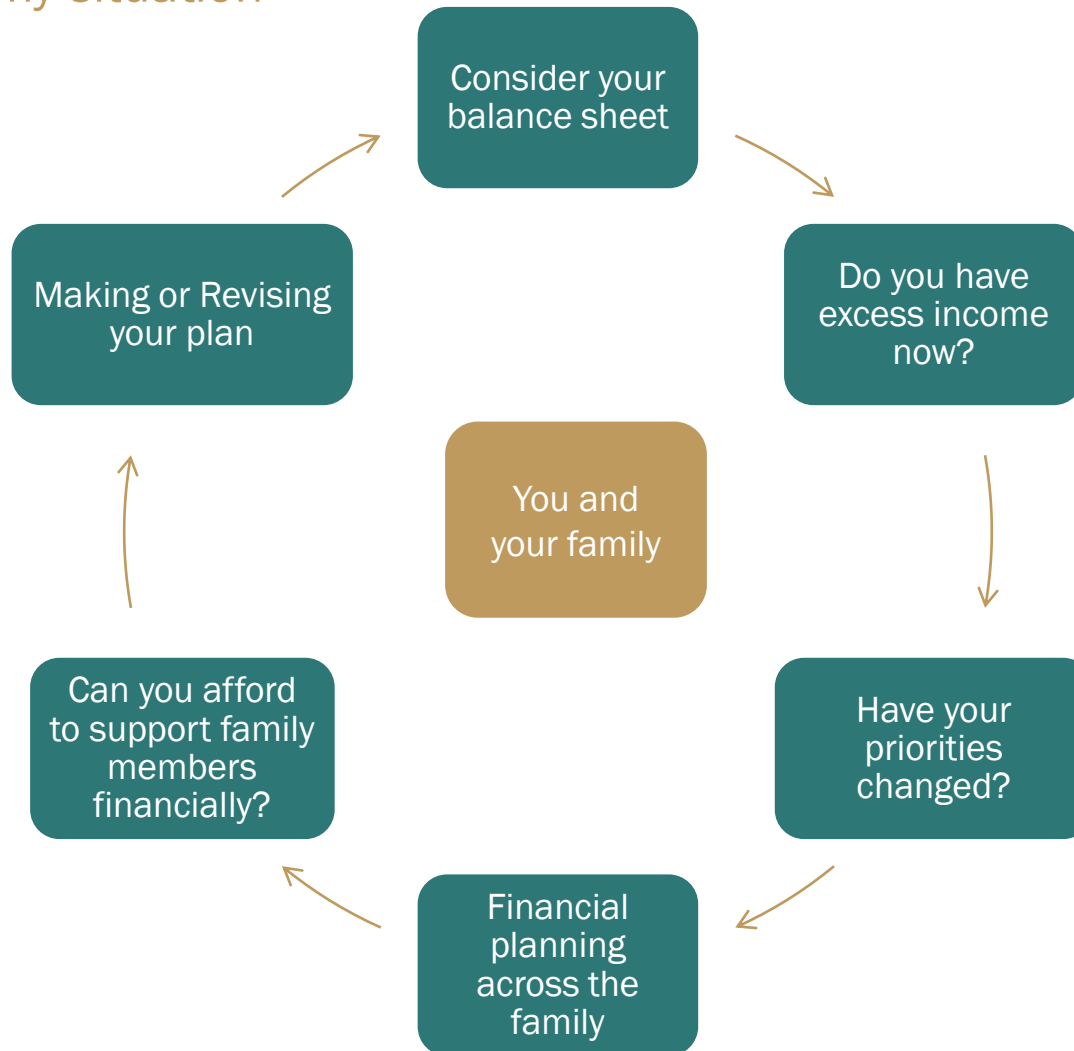 Situation
Consider your
balance sheet
Do you have
excess income
now?
Have your
priorities
changed?
Financial
planning
across the
family
Can you afford
to support family
members
financially?
Making or Revising
your plan
You and
your family